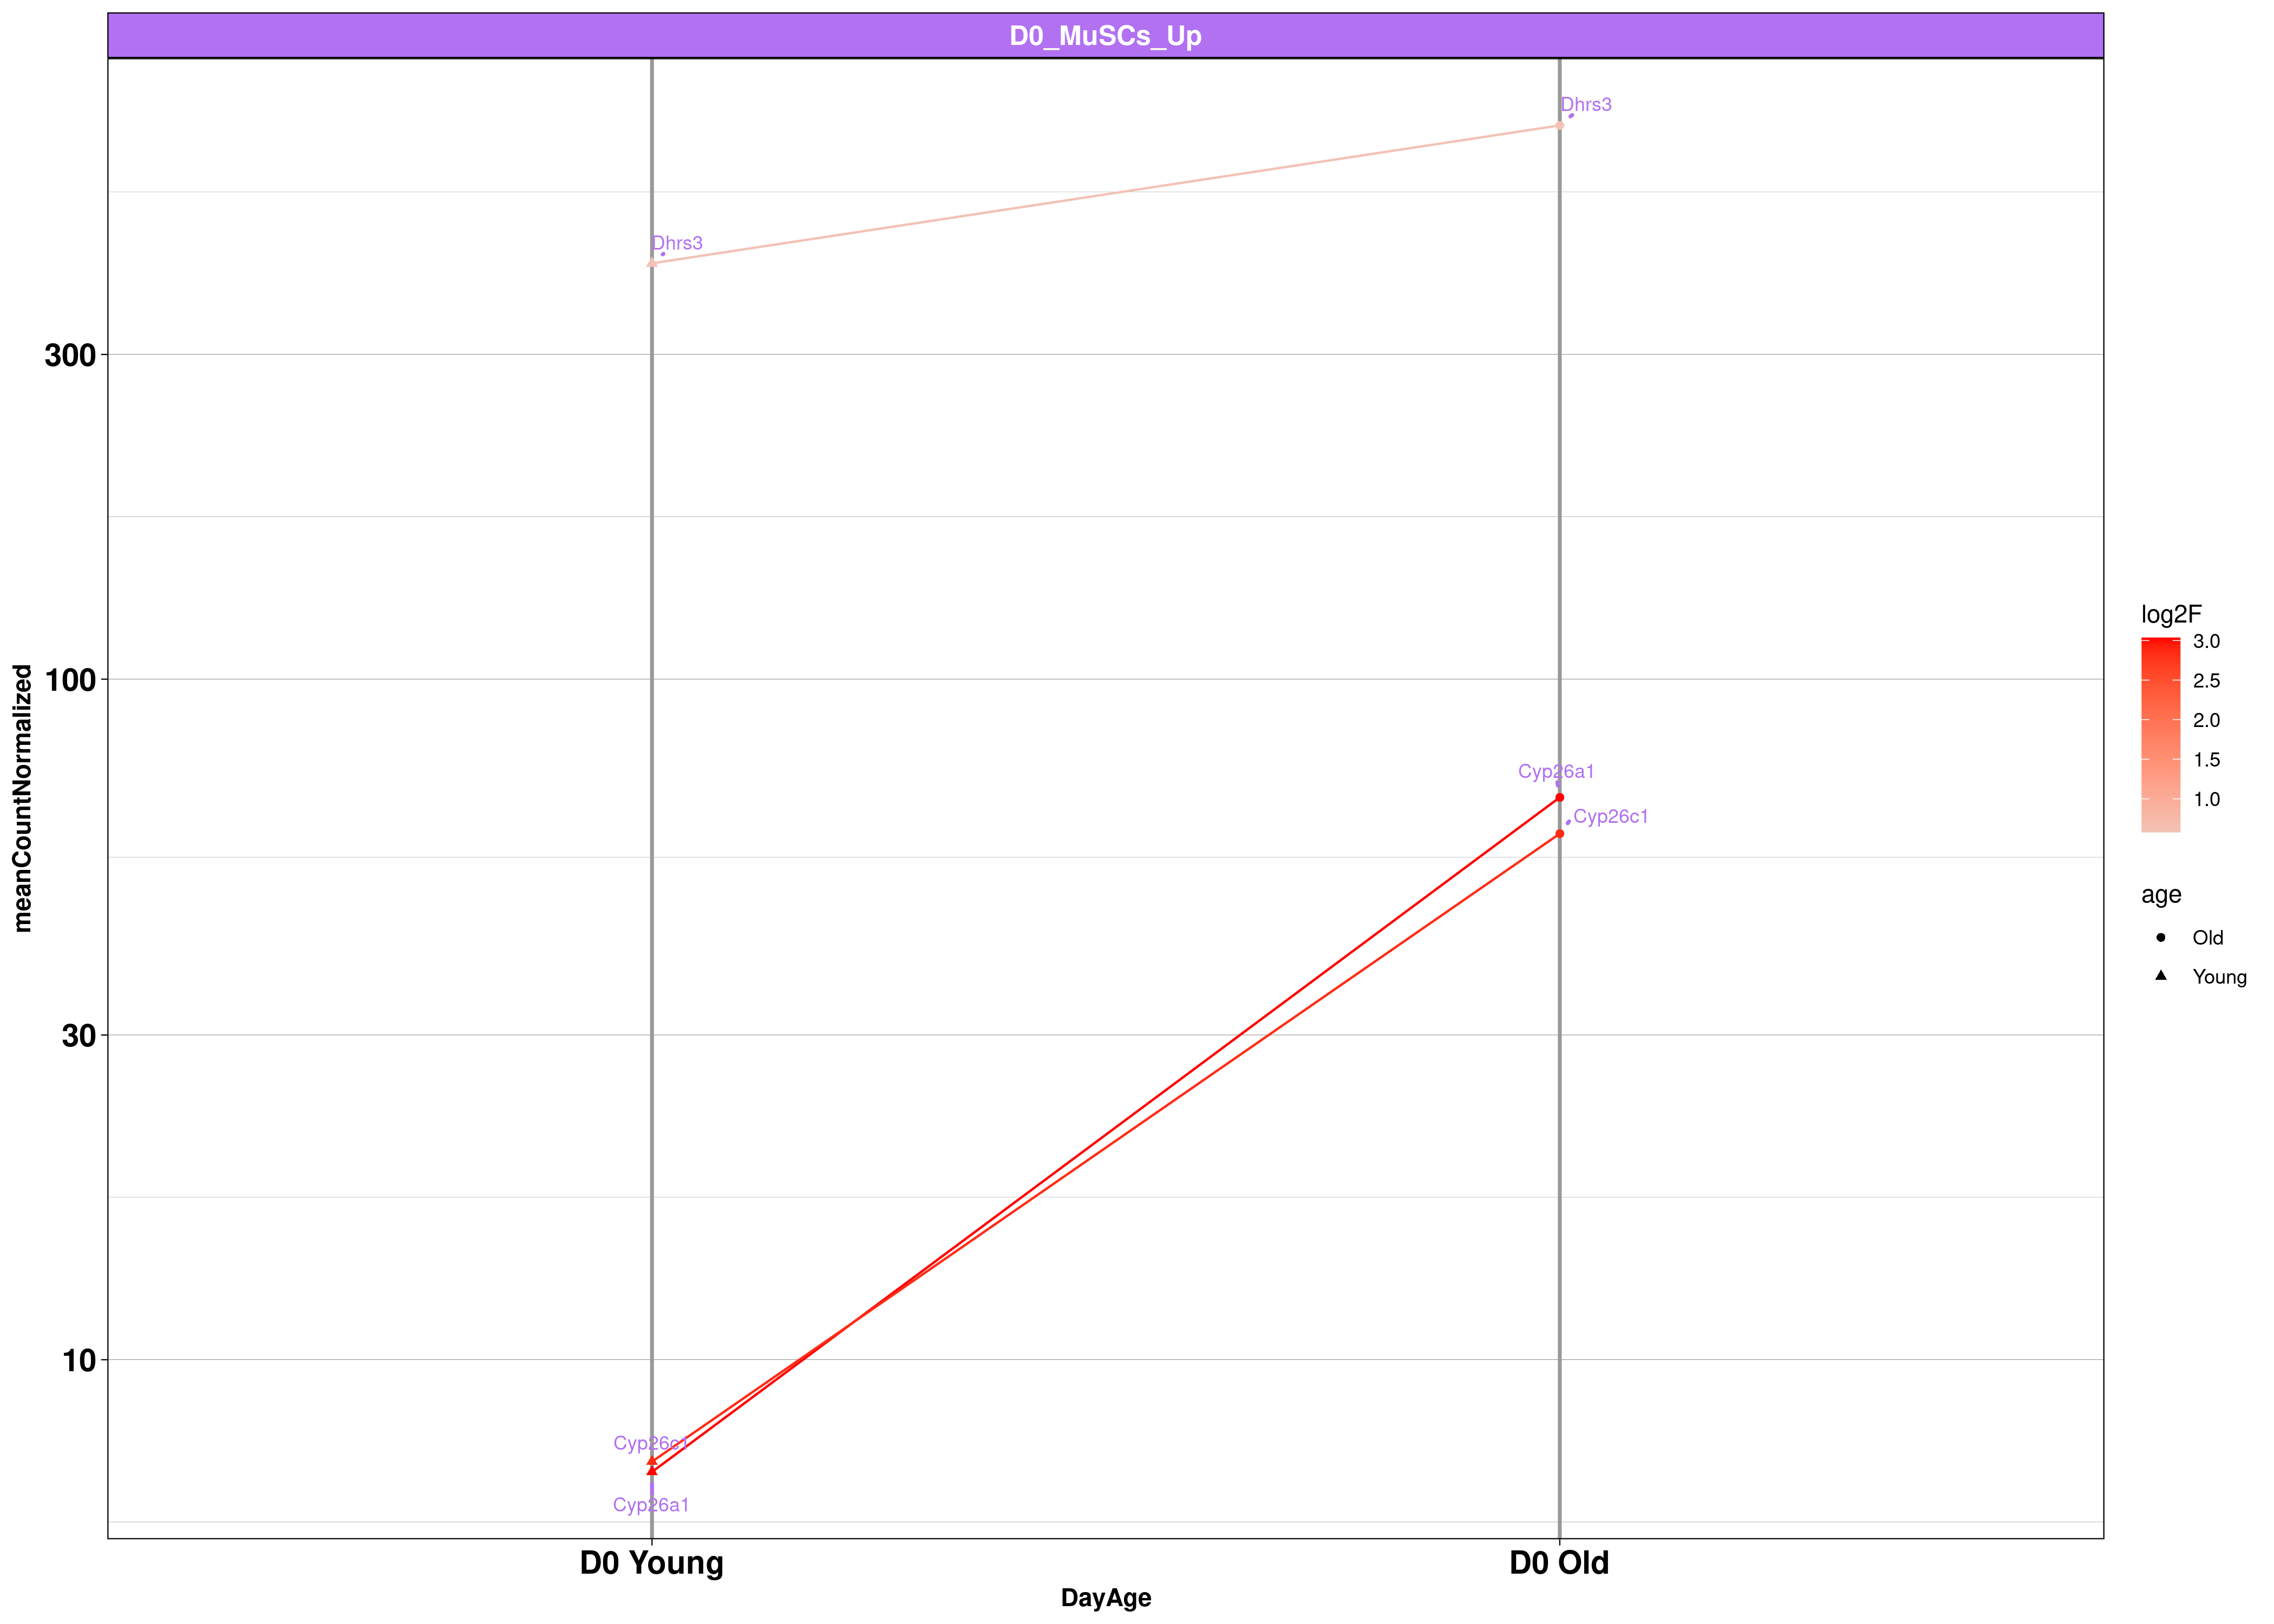 D0_MuSCs_Up
Dhrs3
Dhrs3
300
100
30
10
meanCountNormalized
Cyp26a1
Cyp26c1
Cyp26c1
Cyp26a1
D0 Young
D0 Old
DayAge
log2F
3.0
2.5
2.0
1.5
1.0
age
Old
Young